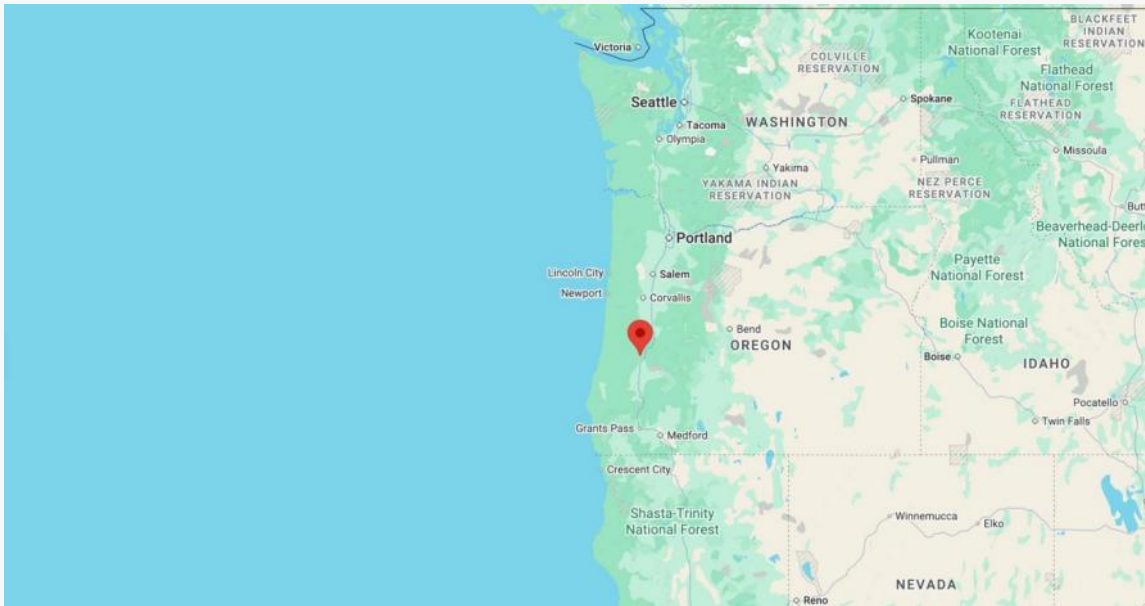 BLACKFEET
INDIAN
RESERVATION
Kootenai
National Forest
Victoria
COLVILLE
RESERVATION
Flathead
National Forest
Seattle
Spokane
FLATHEAD
RESERVATION
WASHINGTON
Tacoma
Olympia
Missoula
Pullman
Yakima
YAKAMA INDIAN
RESERVATION
NEZ PERCE
RESERVATION
Butt
Beaverhead-Deerlo
National Fores
Portland
Payette
National Forest
Lincoln City
Salem
Newport
Corvallis
Boise National
Forest
Bend
OREGON
Boise
IDAHO
Pocatello
Twin Falls
Grants Pass
Medford
Crescent City
Shasta-Trinity
National Forest
Winnemucca
Elko
NEVADA
Reno